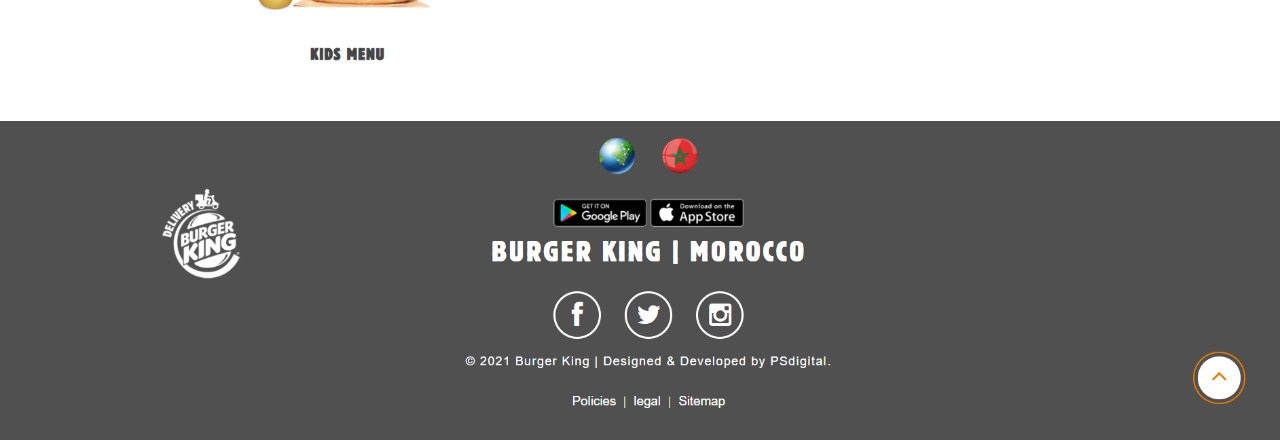 KIDS MENU
DELIVERY
BURGER
KING
GET IT ON
Google Play
Download on the
App Store
BURGER KING | MOROCCO
© 2021 Burger King | Designed & Developed by PSdigital.
Policies | legal | Sitemap